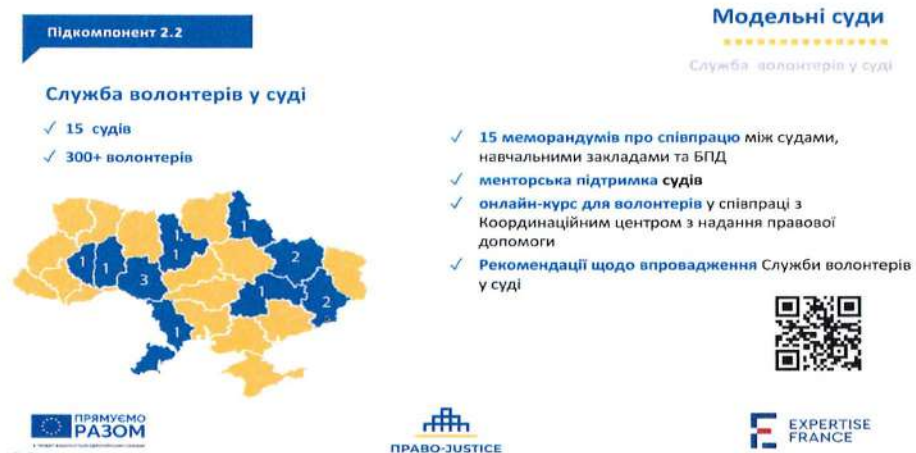 Підкомпонент 2.2
Модельні суди
Служба волонтерів у суді
Служба волонтерів у суді
✓ 15 судів
✓ 300+ волонтерів
✓ 15 меморандумів про співпрацю між судами,
навчальними закладами та БПД
✓ менторська підтримка судів
✓ онлайн-курс для волонтерів у співпраці з
Координаційним центром з надання правової
допомоги
✓ Рекомендації щодо впровадження Служби волонтерів
у суді
1
1
1
1
1
3
2
1
2
1
ПРЯМУЄМО
РАЗОМ
ПРАВО-JUSTICE
EXPERTISE
FRANCE